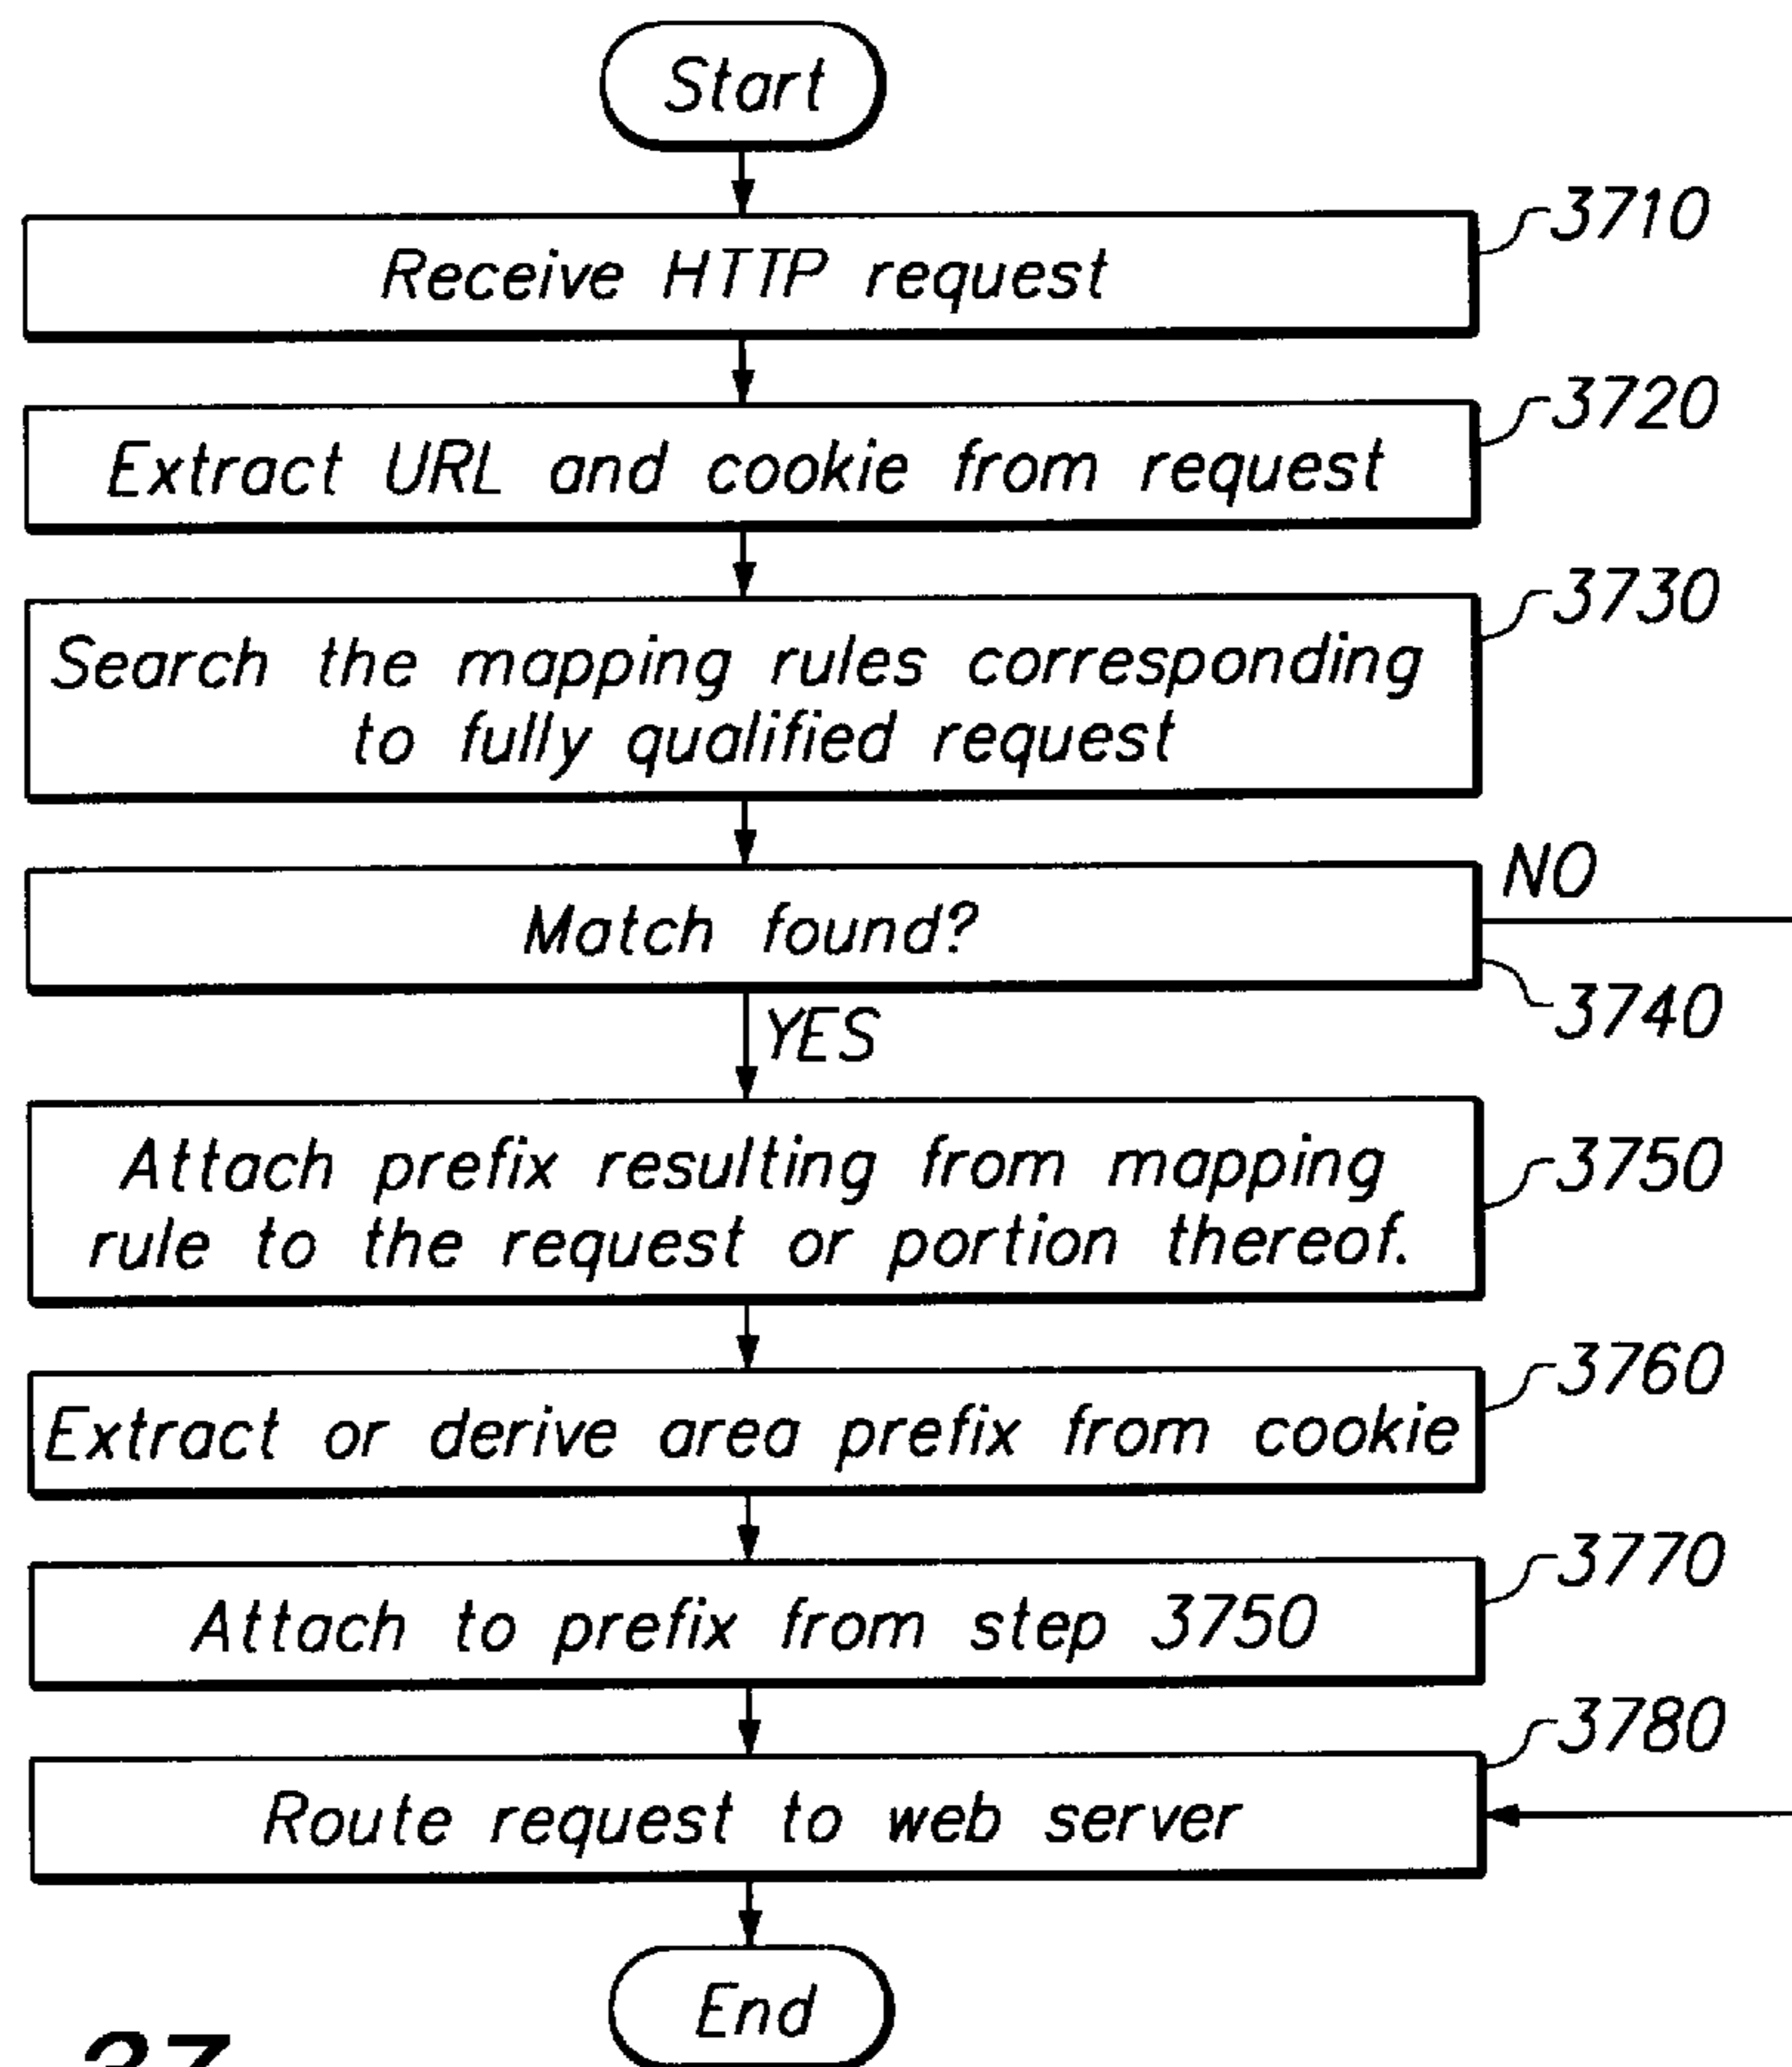 Start
3710
Receive HTTP request
3720
Extract URL and cookie from request
3730
Search the mapping rules corresponding
to fully qualified request
NO
Match found?
3740
YES
3750
Attach prefix resulting from mapping
rule to the request or portion thereof.
3760
Extract or derive area prefix from cookie
3770
Attach to prefix from step 3750
3780
Route request to web server
End
37